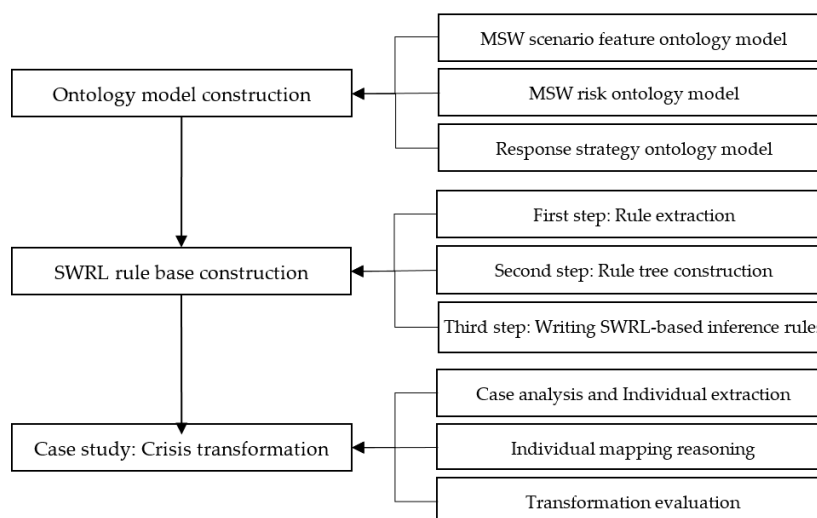 MSW scenario feature ontology model
Ontology model construction
MSW risk ontology model
Response strategy ontology model
First step: Rule extraction
SWRL rule base construction
Second step: Rule tree construction
Third step: Writing SWRL-based inference rules
Case analysis and Individual extraction
Case study: Crisis transformation
Individual mapping reasoning
Transformation evaluation